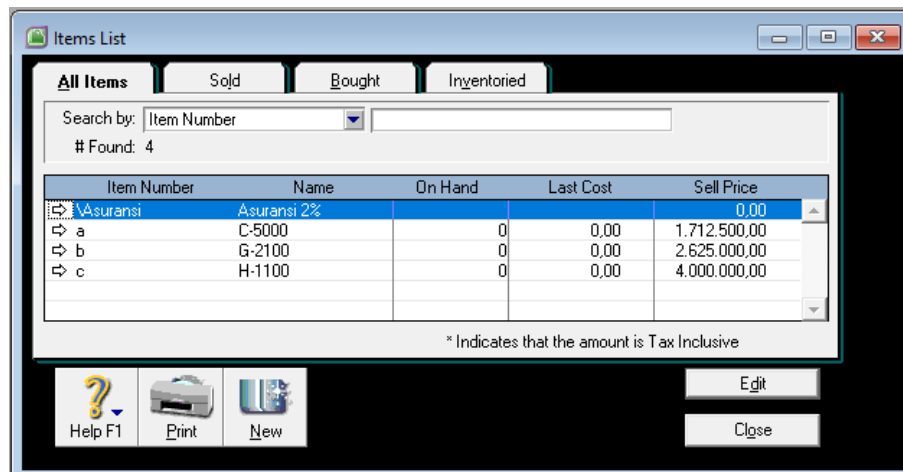 Items List
All Items Sold Bought Inventoried
Search by: Item Number
# Found: 4
Item Number Name On Hand Last Cost Sell Price
\Asuransi Asuransi 2% 0,00
a C-5000 0 0,00 1.712.500,00
b G-2100 0 0,00 2.625.000,00
c H-1100 0 0,00 4.000.000,00
* Indicates that the amount is Tax Inclusive
Help F1 Print New
Edit
Close